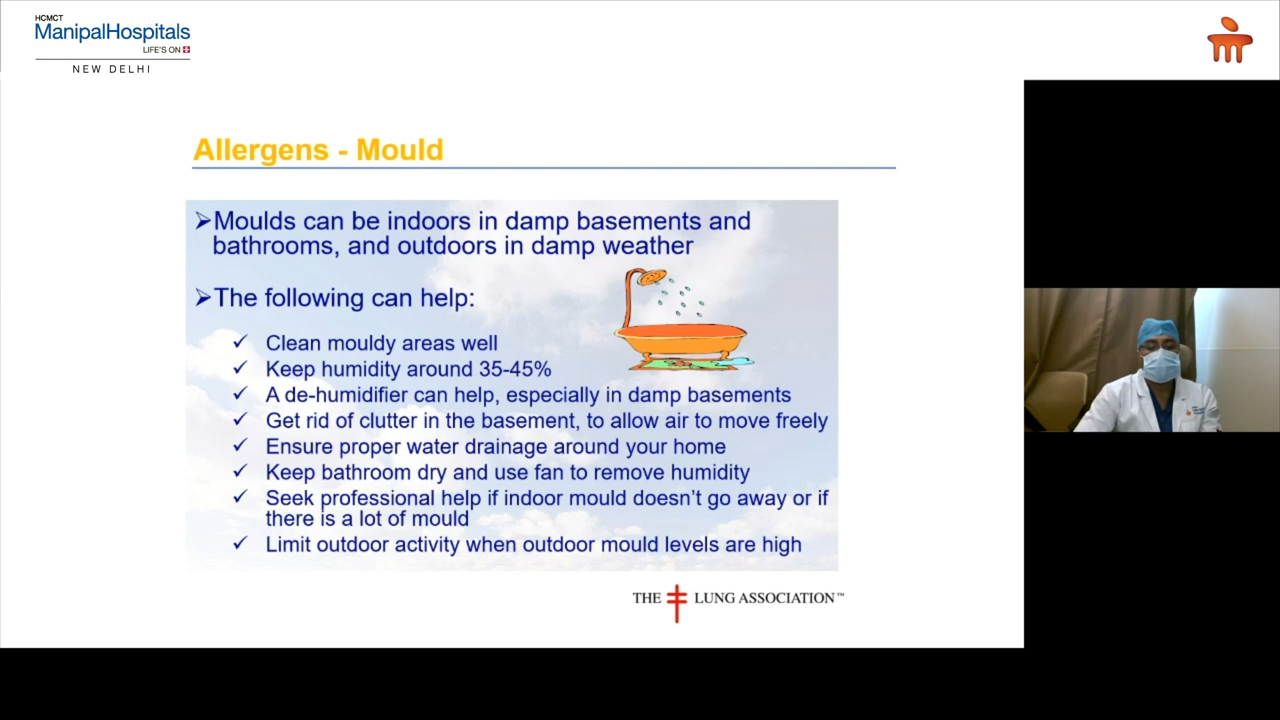 HCMCT
ManipalHospitals
LIFE'S ON
NEW DELHI
Allergens - Mould
➢Moulds can be indoors in damp basements and
bathrooms, and outdoors in damp weather
➢The following can help:
✓ Clean mouldy areas well
✓ Keep humidity around 35-45%
✓ A de-humidifier can help, especially in damp basements
✓ Get rid of clutter in the basement, to allow air to move freely
✓ Ensure proper water drainage around your home
✓ Keep bathroom dry and use fan to remove humidity
✓ Seek professional help if indoor mould doesn't go away or if
there is a lot of mould
✓ Limit outdoor activity when outdoor mould levels are high
THE LUNG ASSOCIATION™